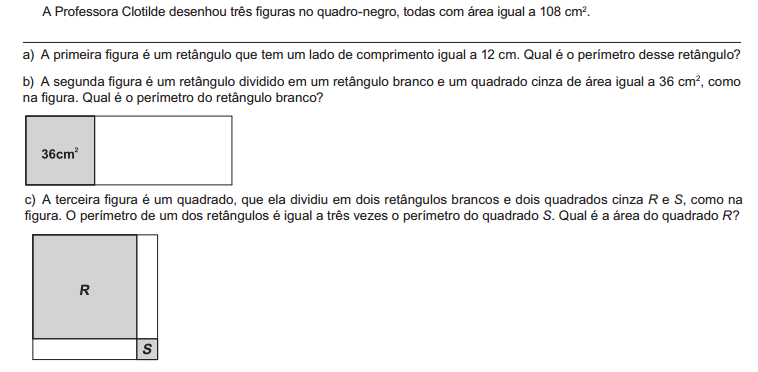 A Professora Clotilde desenhou três figuras no quadro-negro, todas com área igual a 108 cm².
a) A primeira figura é um retângulo que tem um lado de comprimento igual a 12 cm. Qual é o perímetro desse retângulo?
b) A segunda figura é um retângulo dividido em um retângulo branco e um quadrado cinza de área igual a 36 cm², como
na figura. Qual é o perímetro do retângulo branco?
36cm²
c) A terceira figura é um quadrado, que ela dividiu em dois retângulos brancos e dois quadrados cinza R e S, como na
figura. O perímetro de um dos retângulos é igual a três vezes o perímetro do quadrado S. Qual é a área do quadrado R?
R
S